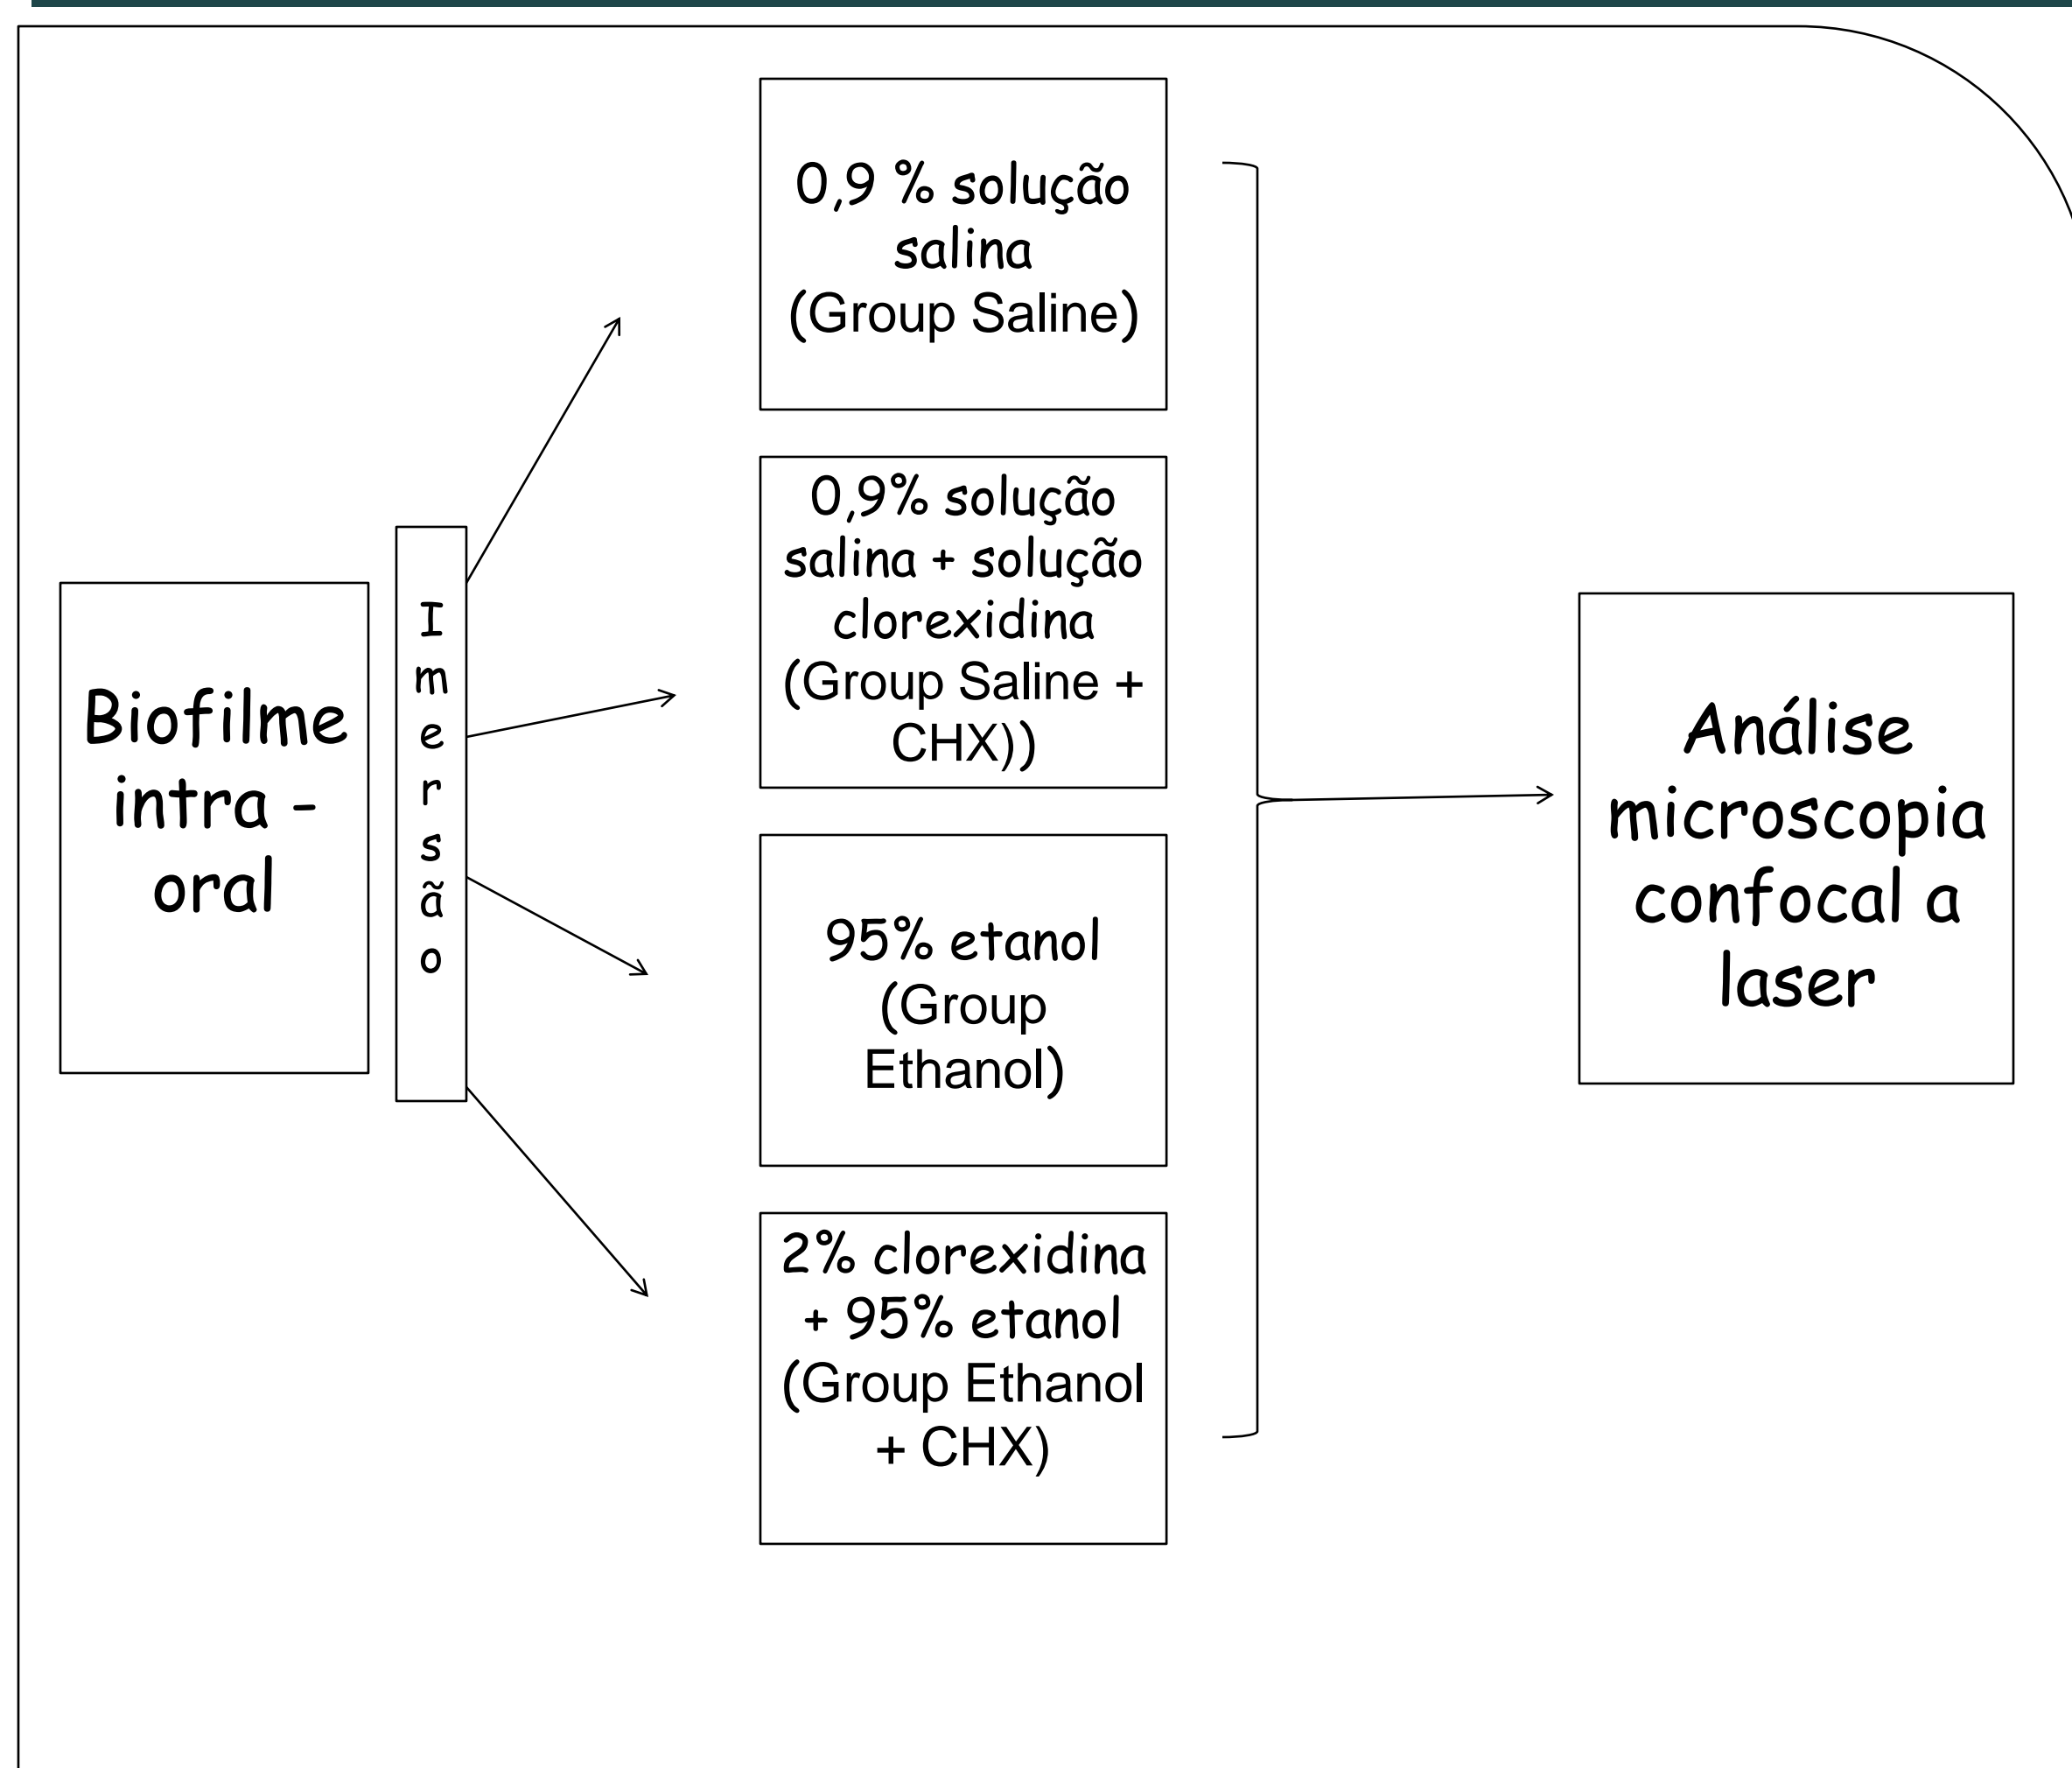 Biofilme
intra -
oral
Imersão
0,9 % solução
salina
(Group Saline)
0,9% solução
salina + solução
clorexidina
(Group Saline +
CHX))
95% etanol
(Group
Ethanol)
2% clorexidina
+ 95% etanol
(Group Ethanol
+ CHX)
Análise
microscopia
confocal a
laser